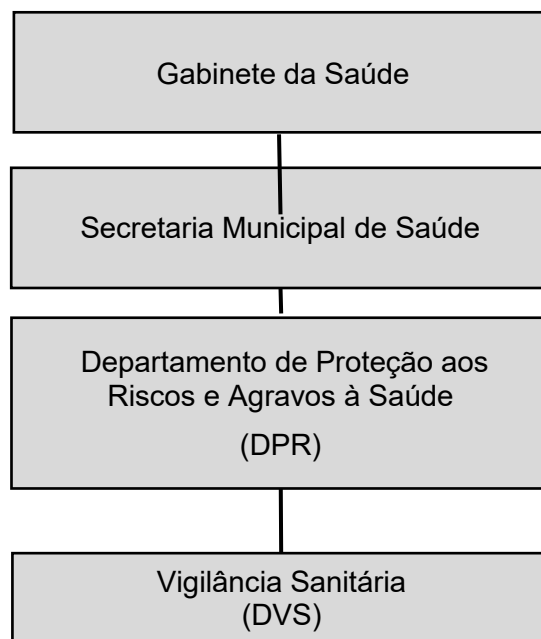 Gabinete da Saúde
Secretaria Municipal de Saúde
Departamento de Proteção aos
Riscos e Agravos à Saúde
(DPR)
Vigilância Sanitária
(DVS)